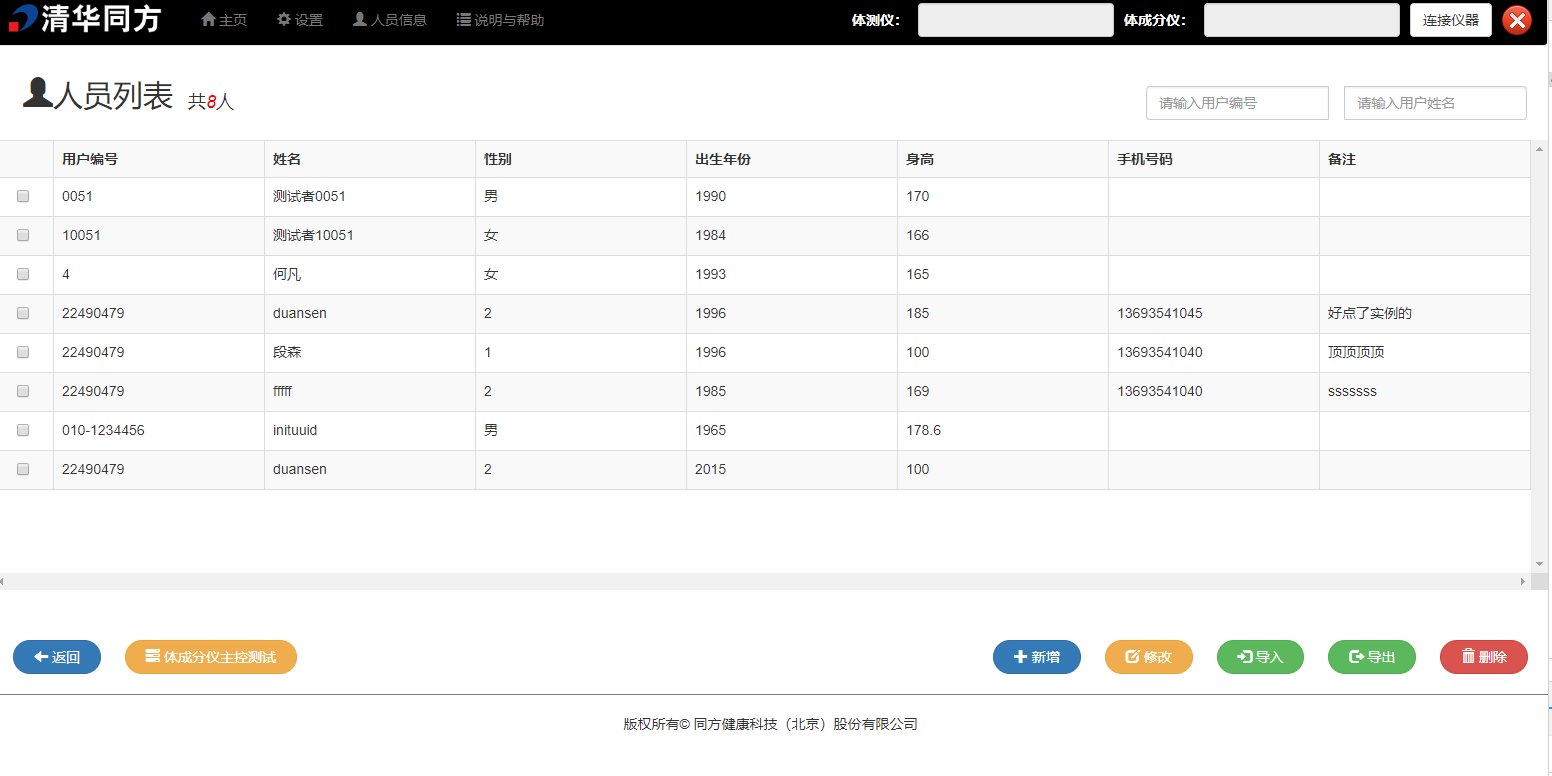 清华同方 主页 设置 人员信息 说明与帮助 体测仪： 体成分仪： 连接仪器
人员列表 共8人 请输入用户编号 请输入用户姓名
用户编号 姓名 性别 出生年份 身高 手机号码 备注
0051 测试者0051 男 1990 170
10051 测试者10051 女 1984 166
4 何凡 女 1993 165
22490479 duansen 2 1996 185 13693541045 好点了实例的
22490479 段森 1 1996 100 13693541040 顶顶顶顶
22490479 fffff 2 1985 169 13693541040 sssssss
010-1234456 inituuid 男 1965 178.6
22490479 duansen 2 2015 100
返回 体成分仪主控测试 新增 修改 导入 导出 删除
版权所有© 同方健康科技（北京）股份有限公司